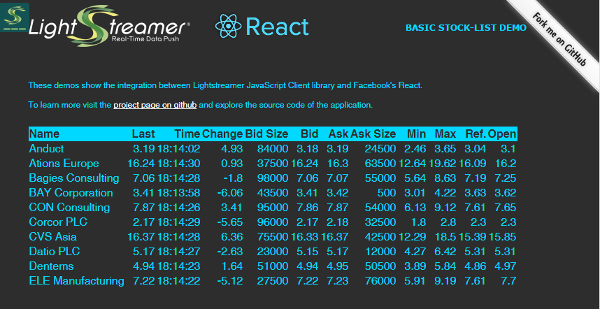 LightStreamer
Real-Time Data Push
React
BASIC STOCK-LIST DEMO
Fork me on GitHub
These demos show the integration between Lightstreamer JavaScript Client library and Facebook's React.
To learn more visit the project page on github and explore the source code of the application.
Name Last Time Change Bid Size Bid Ask Ask Size Min Max Ref. Open
Anduct 3.19 18:14:02 4.93 84000 3.18 3.19 24500 2.46 3.65 3.04 3.1
Ations Europe 16.24 18:14:30 0.93 37500 16.24 16.3 63500 12.64 19.62 16.09 16.2
Bagies Consulting 7.06 18:14:28 -1.8 98000 7.06 7.07 55000 5.64 8.63 7.19 7.25
BAY Corporation 3.41 18:13:58 -6.06 43500 3.41 3.42 500 3.01 4.22 3.63 3.62
CON Consulting 7.87 18:14:26 3.41 95000 7.86 7.87 54000 6.13 9.12 7.61 7.65
Corcor PLC 2.17 18:14:29 -5.65 96000 2.17 2.18 32500 1.8 2.8 2.3 2.3
CVS Asia 16.37 18:14:28 6.36 75500 16.33 16.37 42500 12.29 18.5 15.39 15.85
Datio PLC 5.17 18:14:27 -2.63 23000 5.15 5.17 12000 4.27 6.42 5.31 5.31
Dentems 4.94 18:14:23 1.64 51000 4.94 4.95 50500 3.89 5.84 4.86 4.97
ELE Manufacturing 7.22 18:14:22 -5.12 27500 7.22 7.23 76000 5.91 9.19 7.61 7.7